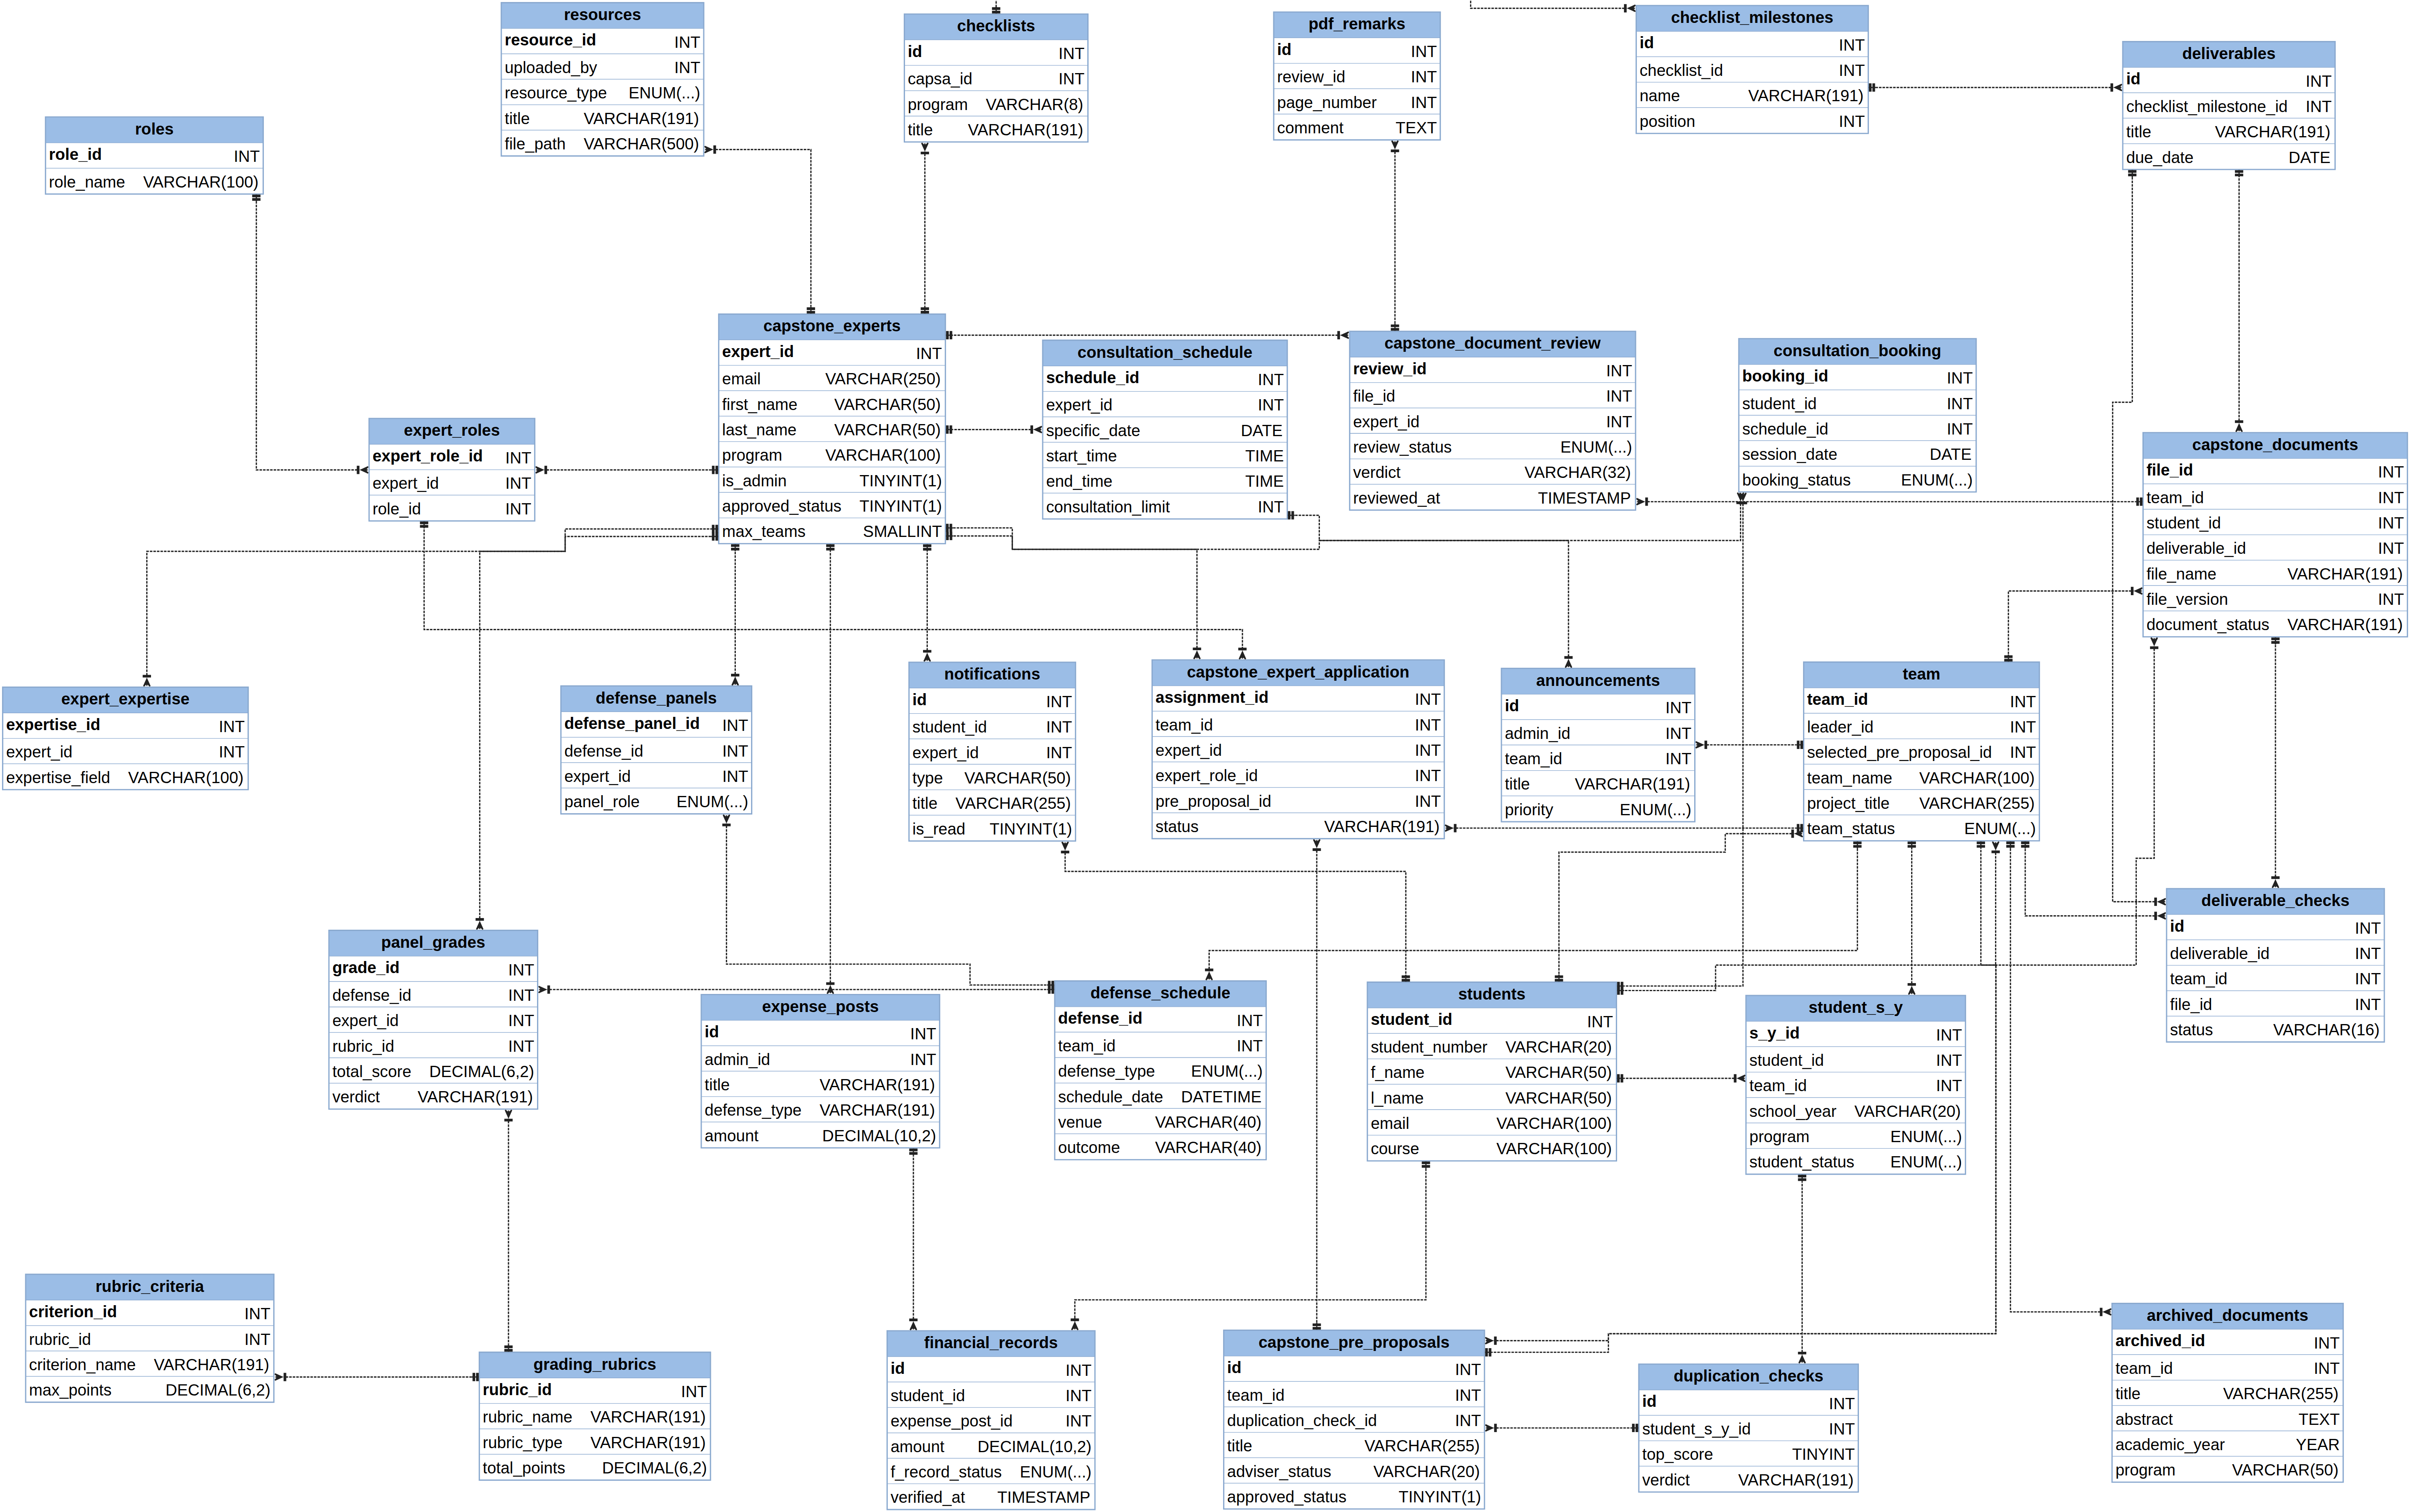 resources
resource_id INT
uploaded_by INT
resource_type ENUM(...)
title VARCHAR(191)
file_path VARCHAR(500)
checklists
id INT
capsa_id INT
program VARCHAR(8)
title VARCHAR(191)
pdf_remarks
id INT
review_id INT
page_number INT
comment TEXT
checklist_milestones
id INT
checklist_id INT
name VARCHAR(191)
position INT
deliverables
id INT
checklist_milestone_id INT
title VARCHAR(191)
due_date DATE
roles
role_id INT
role_name VARCHAR(100)
capstone_experts
expert_id INT
email VARCHAR(250)
first_name VARCHAR(50)
last_name VARCHAR(50)
program VARCHAR(100)
is_admin TINYINT(1)
approved_status TINYINT(1)
max_teams SMALLINT
consultation_schedule
schedule_id INT
expert_id INT
specific_date DATE
start_time TIME
end_time TIME
consultation_limit INT
capstone_document_review
review_id INT
file_id INT
expert_id INT
review_status ENUM(...)
verdict VARCHAR(32)
reviewed_at TIMESTAMP
consultation_booking
booking_id INT
student_id INT
schedule_id INT
session_date DATE
booking_status ENUM(...)
expert_roles
expert_role_id INT
expert_id INT
role_id INT
capstone_documents
file_id INT
team_id INT
student_id INT
deliverable_id INT
file_name VARCHAR(191)
file_version INT
document_status VARCHAR(191)
expert_expertise
expertise_id INT
expert_id INT
expertise_field VARCHAR(100)
defense_panels
defense_panel_id INT
defense_id INT
expert_id INT
panel_role ENUM(...)
notifications
id INT
student_id INT
expert_id INT
type VARCHAR(50)
title VARCHAR(255)
is_read TINYINT(1)
capstone_expert_application
assignment_id INT
team_id INT
expert_id INT
expert_role_id INT
pre_proposal_id INT
status VARCHAR(191)
announcements
id INT
admin_id INT
team_id INT
title VARCHAR(191)
priority ENUM(...)
team
team_id INT
leader_id INT
selected_pre_proposal_id INT
team_name VARCHAR(100)
project_title VARCHAR(255)
team_status ENUM(...)
deliverable_checks
id INT
deliverable_id INT
team_id INT
file_id INT
status VARCHAR(16)
panel_grades
grade_id INT
defense_id INT
expert_id INT
rubric_id INT
total_score DECIMAL(6,2)
verdict VARCHAR(191)
expense_posts
id INT
admin_id INT
title VARCHAR(191)
defense_type VARCHAR(191)
amount DECIMAL(10,2)
defense_schedule
defense_id INT
team_id INT
defense_type ENUM(...)
schedule_date DATETIME
venue VARCHAR(40)
outcome VARCHAR(40)
students
student_id INT
student_number VARCHAR(20)
f_name VARCHAR(50)
l_name VARCHAR(50)
email VARCHAR(100)
course VARCHAR(100)
student_s_y
s_y_id INT
student_id INT
team_id INT
school_year VARCHAR(20)
program ENUM(...)
student_status ENUM(...)
rubric_criteria
criterion_id INT
rubric_id INT
criterion_name VARCHAR(191)
max_points DECIMAL(6,2)
grading_rubrics
rubric_id INT
rubric_name VARCHAR(191)
rubric_type VARCHAR(191)
total_points DECIMAL(6,2)
financial_records
id INT
student_id INT
expense_post_id INT
amount DECIMAL(10,2)
f_record_status ENUM(...)
verified_at TIMESTAMP
capstone_pre_proposals
id INT
team_id INT
duplication_check_id INT
title VARCHAR(255)
adviser_status VARCHAR(20)
approved_status TINYINT(1)
duplication_checks
id INT
student_s_y_id INT
top_score TINYINT
verdict VARCHAR(191)
archived_documents
archived_id INT
team_id INT
title VARCHAR(255)
abstract TEXT
academic_year YEAR
program VARCHAR(50)